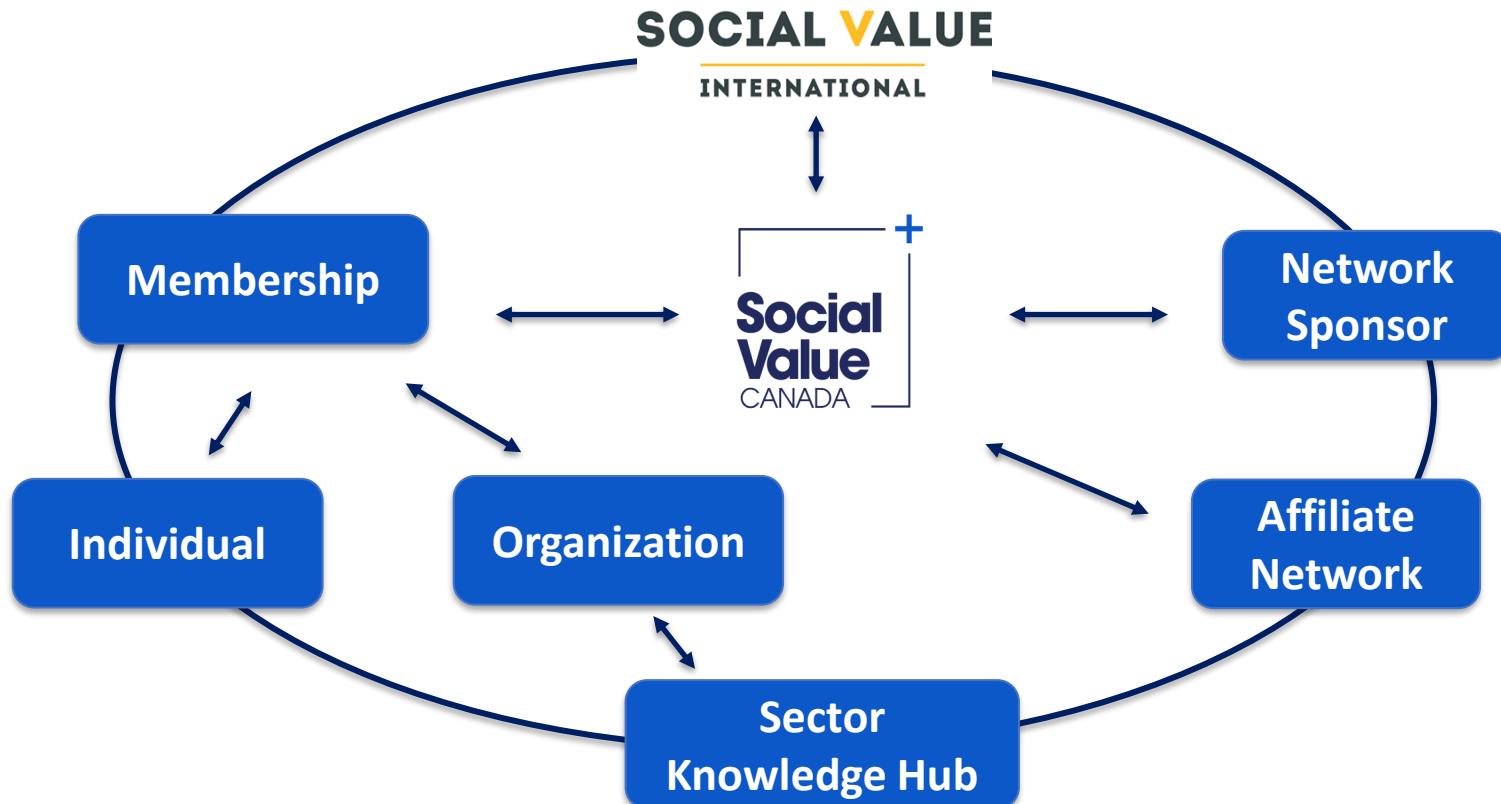 SOCIAL VALUE
INTERNATIONAL
Membership
Social
Value
CANADA
Network
Sponsor
Individual
Organization
Affiliate
Network
Sector
Knowledge Hub